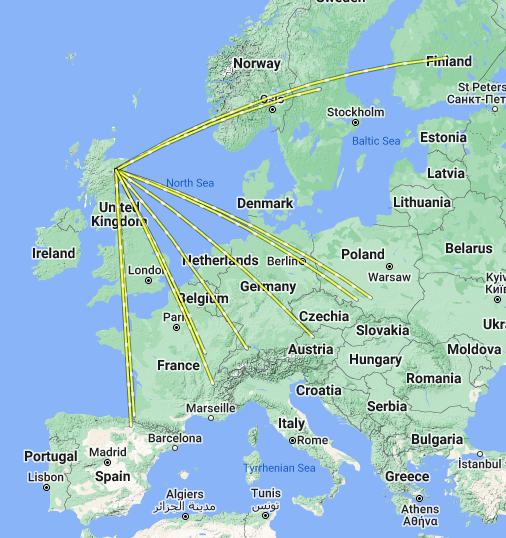 Sweden
Norway
Finland
Oslo
St Peters
Санкт-Пет
Stockholm
Estonia
Baltic Sea
Latvia
North Sea
Denmark
Lithuania
United
Kingdom
Ireland
Belarus
Netherlands
Berlin
Poland
Warsaw
London
Kyiv
Київ
Belgium
Germany
Paris
Czechia
Ukra
Slovakia
Austria
Moldova
France
Hungary
Romania
Croatia
Marseille
Serbia
Italy
Bulgaria
Barcelona
Rome
Portugal
Madrid
İstanbul
Lisbon
Spain
Tyrrhenian Sea
Greece
Algiers
مدينة الجزائر
Tunis
تونس
Athens
Αθήνα